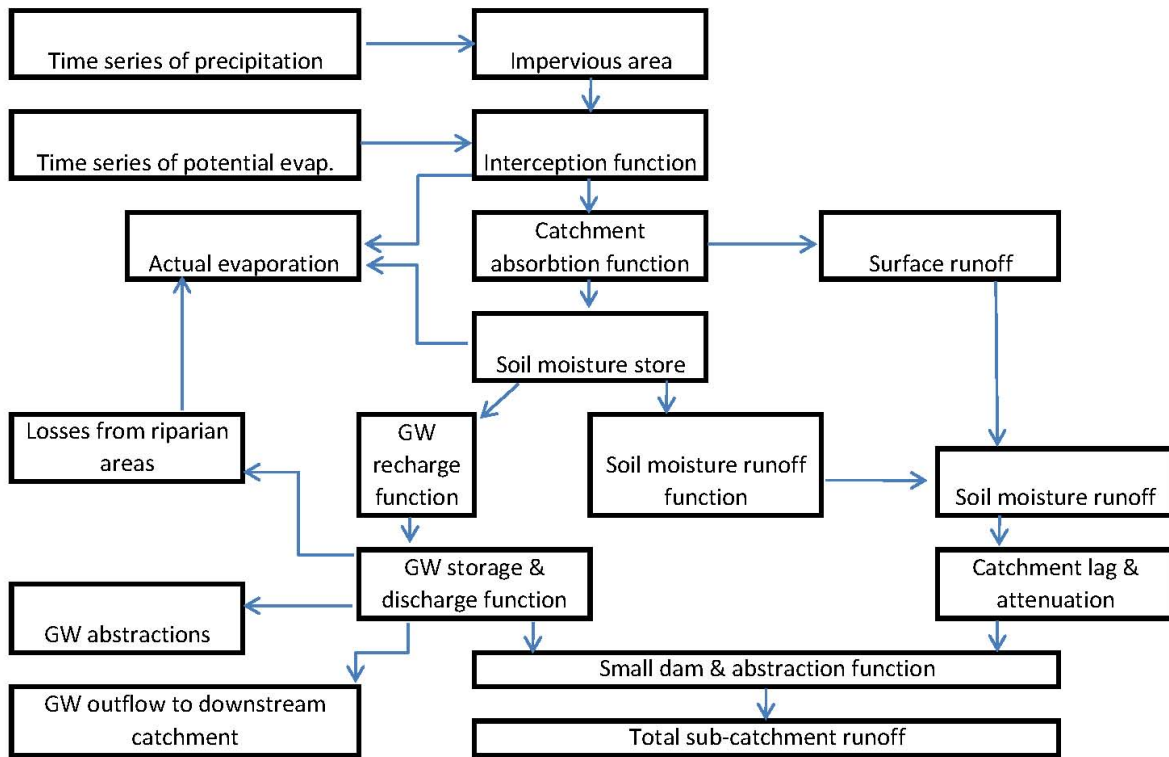 Time series of precipitation
Impervious area
Time series of potential evap.
Interception function
Actual evaporation
Catchment
absorbtion function
Surface runoff
Soil moisture store
Losses from riparian
areas
GW
recharge
function
Soil moisture runoff
function
Soil moisture runoff
GW storage &
discharge function
Catchment lag &
attenuation
GW abstractions
Small dam & abstraction function
GW outflow to downstream
catchment
Total sub-catchment runoff